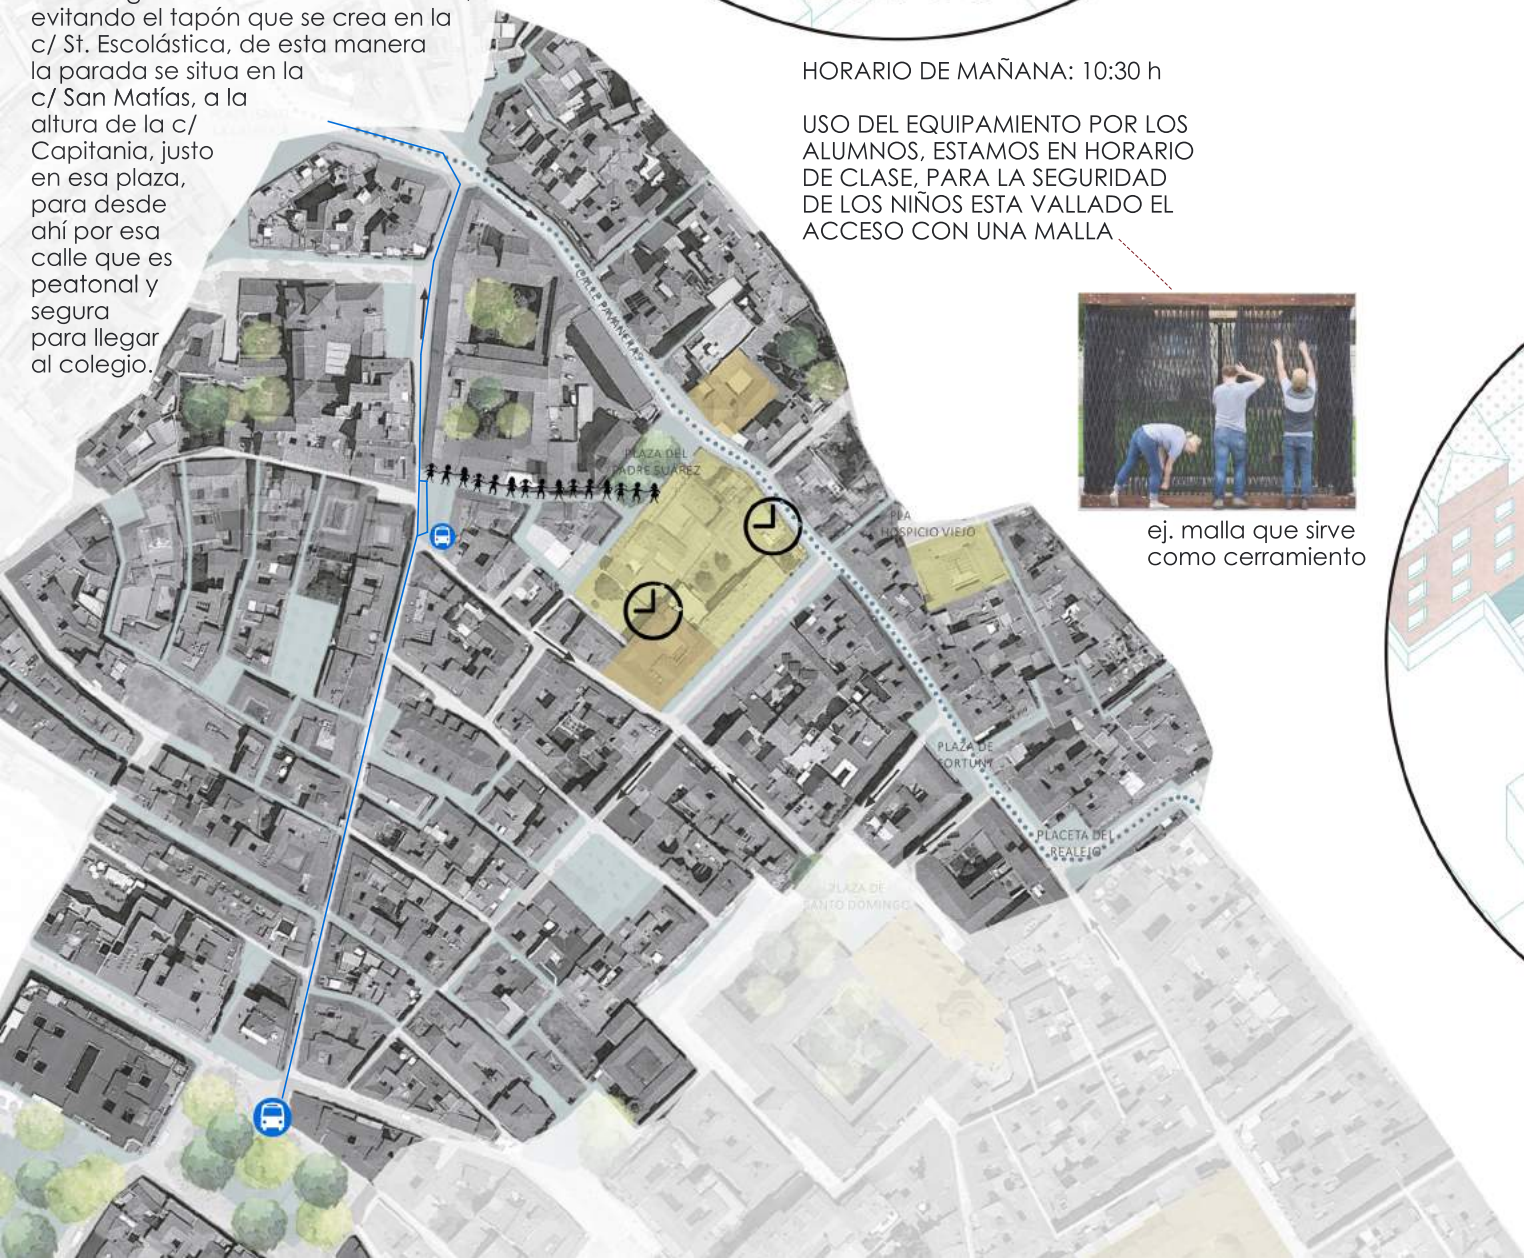 evitando el tapón que se crea en la
c/ St. Escolástica, de esta manera
la parada se situa en la
c/ San Matías, a la
altura de la c/
Capitania, justo
en esa plaza,
para desde
ahí por esa
calle que es
peatonal y
segura
para llegar
al colegio.
HORARIO DE MAÑANA: 10:30 h
USO DEL EQUIPAMIENTO POR LOS
ALUMNOS, ESTAMOS EN HORARIO
DE CLASE, PARA LA SEGURIDAD
DE LOS NIÑOS ESTA VALLADO EL
ACCESO CON UNA MALLA
ej. malla que sirve
como cerramiento
PLAZA DEL
PADRE SUÁREZ
PLA
HOSPICIO VIEJO
PLAZA DE
FORTUNY
PLACETA DEL
REALEJO
PLAZA DE
SANTO DOMINGO